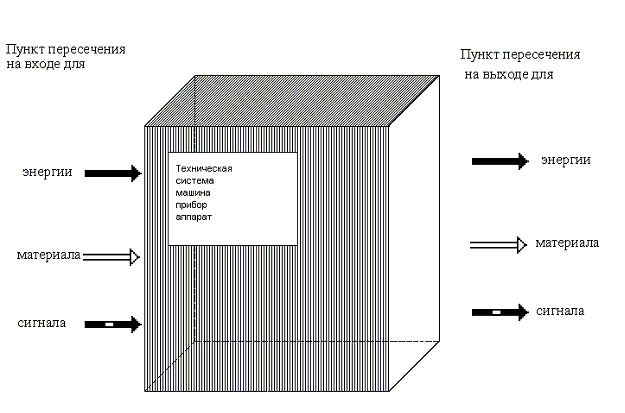 Пункт пересечения
на входе для
Пункт пересечения
на выходе для
энергии
материала
сигнала
Техническая
система
машина
прибор
аппарат
энергии
материала
сигнала